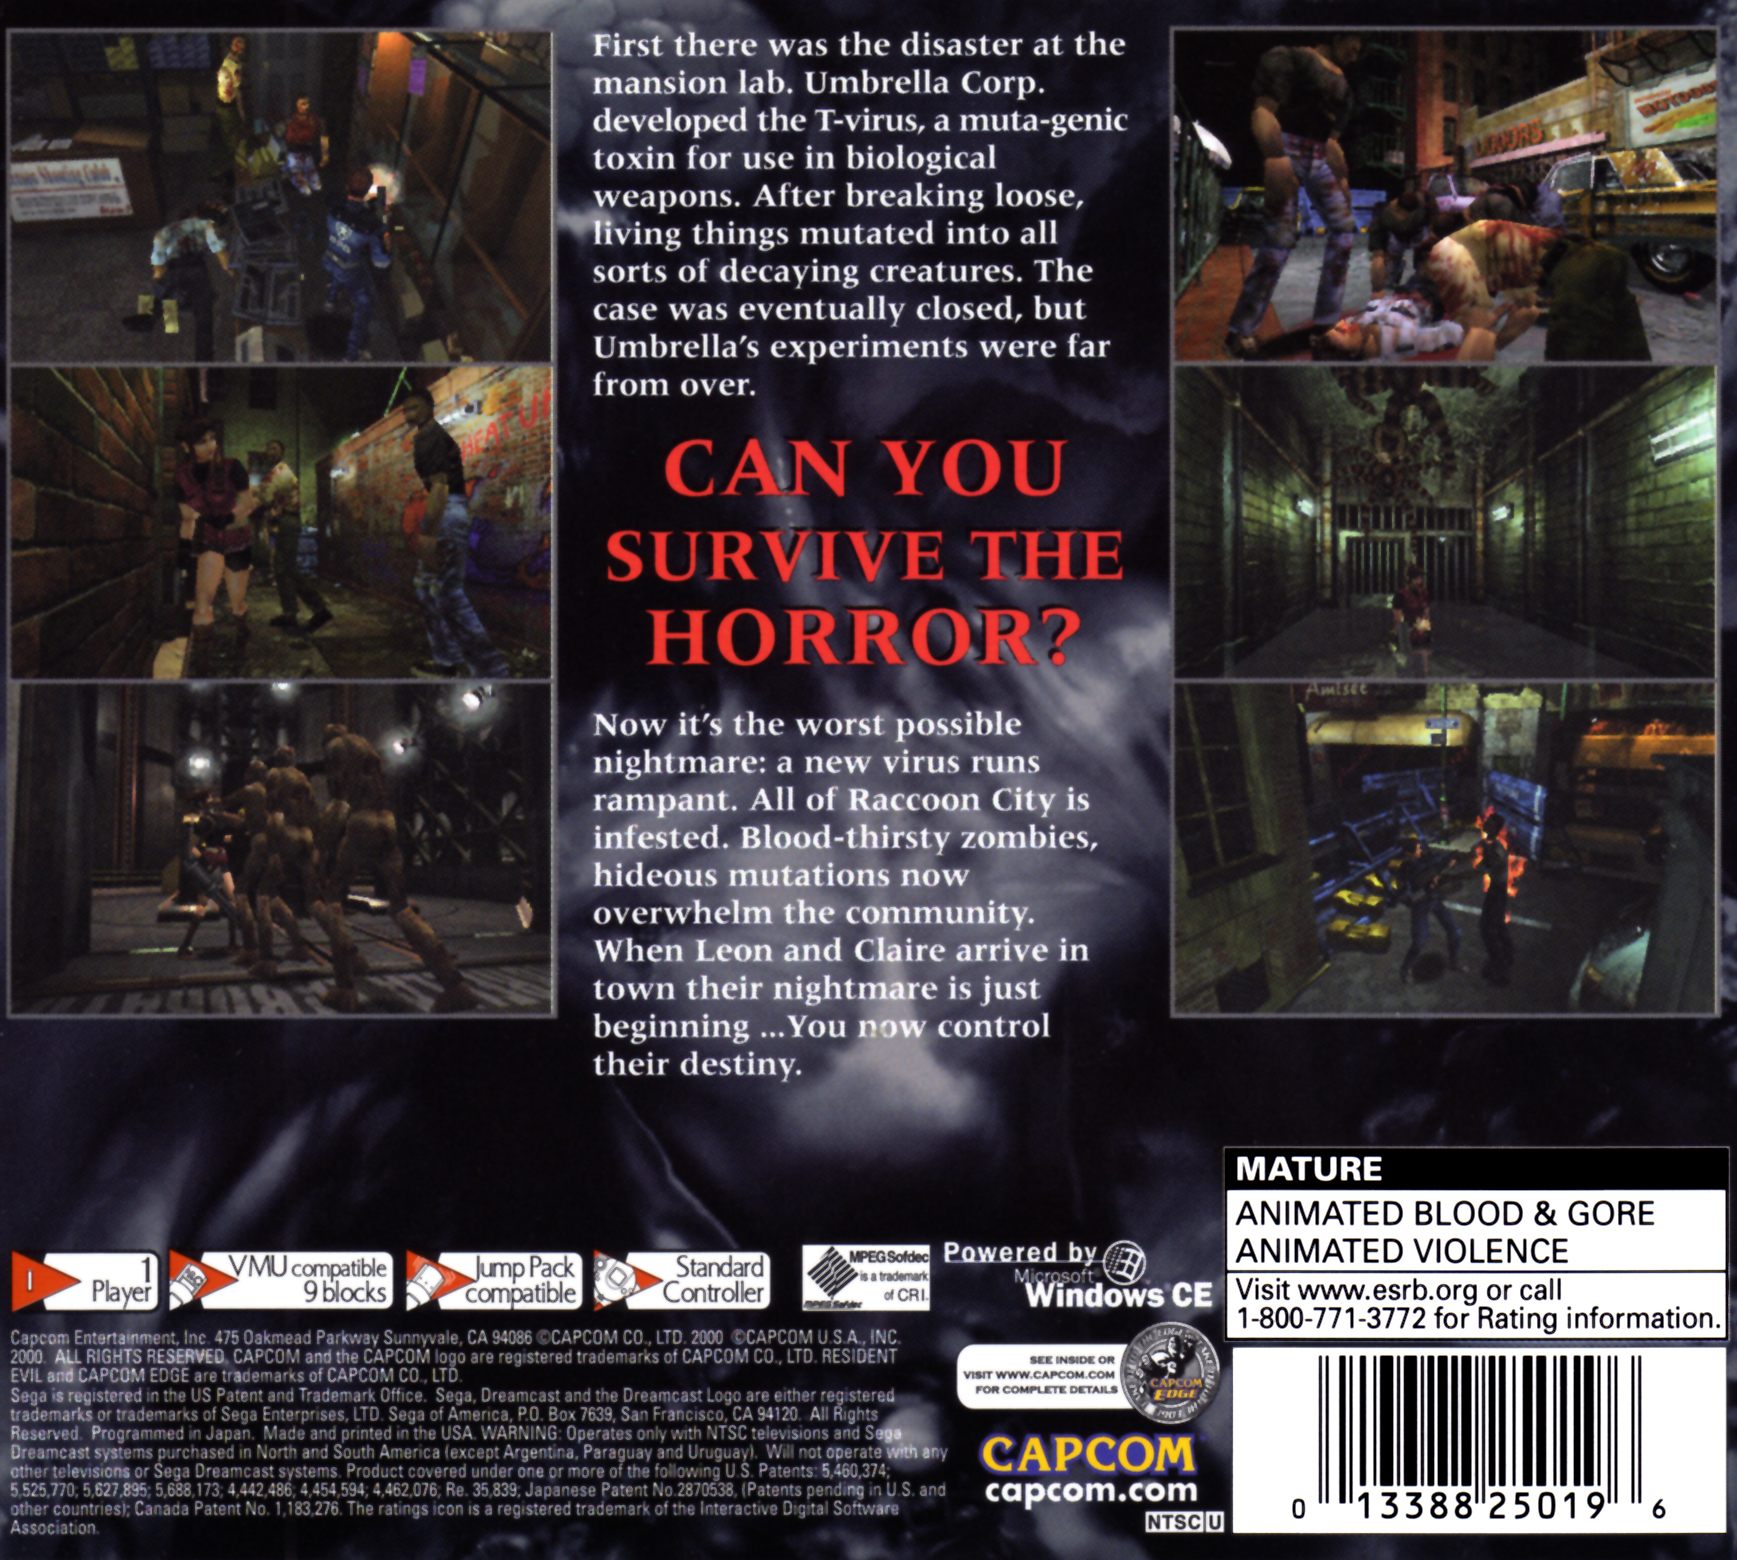 First there was the disaster at the
mansion lab. Umbrella Corp.
developed the T-virus, a muta-genic
toxin for use in biological
weapons. After breaking loose,
living things mutated into all
sorts of decaying creatures. The
case was eventually closed, but
Umbrella's experiments were far
from over.
CAN YOU
SURVIVE THE
HORROR?
Now it's the worst possible
nightmare: a new virus runs
rampant. All of Raccoon City is
infested. Blood-thirsty zombies,
hideous mutations now
overwhelm the community.
When Leon and Claire arrive in
town their nightmare is just
beginning ...You now control
their destiny.
LIQUORS
HEAT UP
MATURE
ANIMATED BLOOD & GORE
ANIMATED VIOLENCE
Visit www.esrb.org or call
1-800-771-3772 for Rating information.
1
1
Player
VMU compatible
9 blocks
Jump Pack
compatible
Standard
Controller
MPEG Sofdec
is a trademark
of CRI.
MPEG Sofdec
Powered by
Microsoft
Windows CE
Capcom Entertainment, Inc. 475 Oakmead Parkway Sunnyvale, CA 94086 ©CAPCOM CO., LTD. 2000 ©CAPCOM U.S.A., INC.
2000. ALL RIGHTS RESERVED. CAPCOM and the CAPCOM logo are registered trademarks of CAPCOM CO., LTD. RESIDENT
EVIL and CAPCOM EDGE are trademarks of CAPCOM CO., LTD.
Sega is registered in the US Patent and Trademark Office. Sega, Dreamcast and the Dreamcast Logo are either registered
trademarks or trademarks of Sega Enterprises, LTD. Sega of America, P.O. Box 7639, San Francisco, CA 94120. All Rights
Reserved. Programmed in Japan. Made and printed in the USA. WARNING: Operates only with NTSC televisions and Sega
Dreamcast systems purchased in North and South America (except Argentina, Paraguay and Uruguay). Will not operate with any
other televisions or Sega Dreamcast systems. Product covered under one or more of the following U.S. Patents: 5,460,374;
5,525,770; 5,627,895; 5,688,173; 4,442,486; 4,454,594; 4,462,076; Re. 35,839; Japanese Patent No.2870538, (Patents pending in U.S. and
other countries); Canada Patent No. 1,183,276. The ratings icon is a registered trademark of the Interactive Digital Software
Association.
SEE INSIDE OR
VISIT WWW.CAPCOM.COM
FOR COMPLETE DETAILS
CAPCOM
EDGE
CAPCOM
capcom.com
NTSC U
0 13388 25019 6